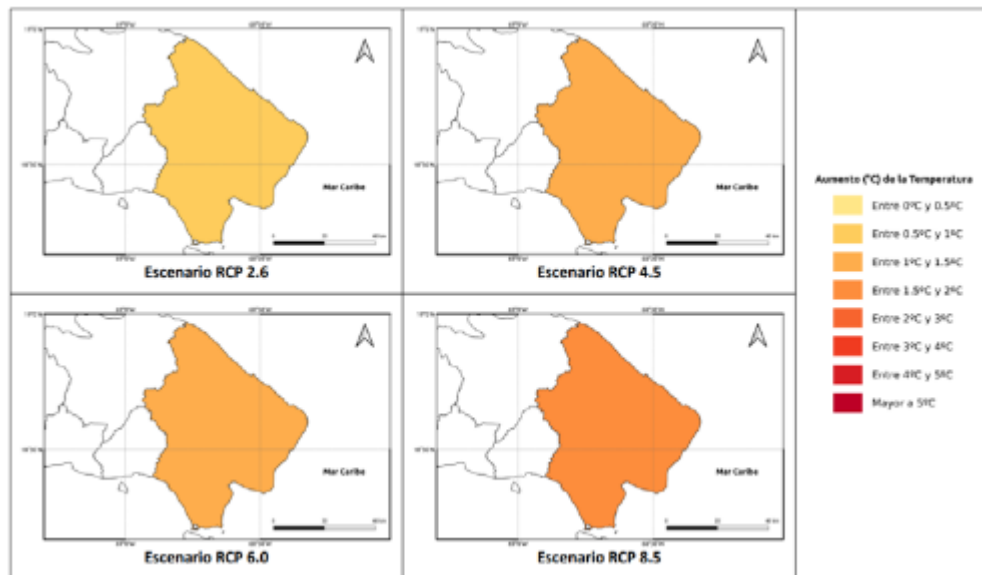 Mar Caribe
Escenario RCP 2.6
Mar Caribe
Escenario RCP 4.5
Mar Caribe
Escenario RCP 6.0
Mar Caribe
Escenario RCP 8.5
Aumento (°C) de la Temperatura
Entre 0ºC y 0.5ºC
Entre 0.5ºC y 1ºC
Entre 1ºC y 1.5ºC
Entre 1.5ºC y 2ºC
Entre 2ºC y 3ºC
Entre 3ºC y 4ºC
Entre 4ºC y 5ºC
Mayor a 5ºC